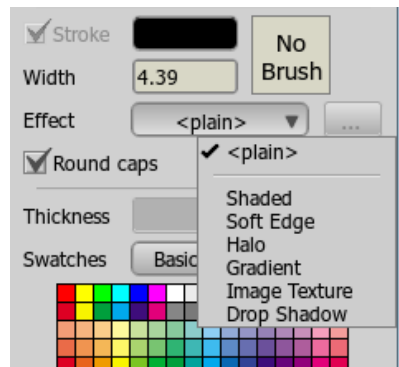 Stroke
No
Brush
Width 4.39
Effect <plain> ...
<plain>
Round caps
Shaded
Soft Edge
Halo
Gradient
Image Texture
Drop Shadow
Thickness
Swatches Basic